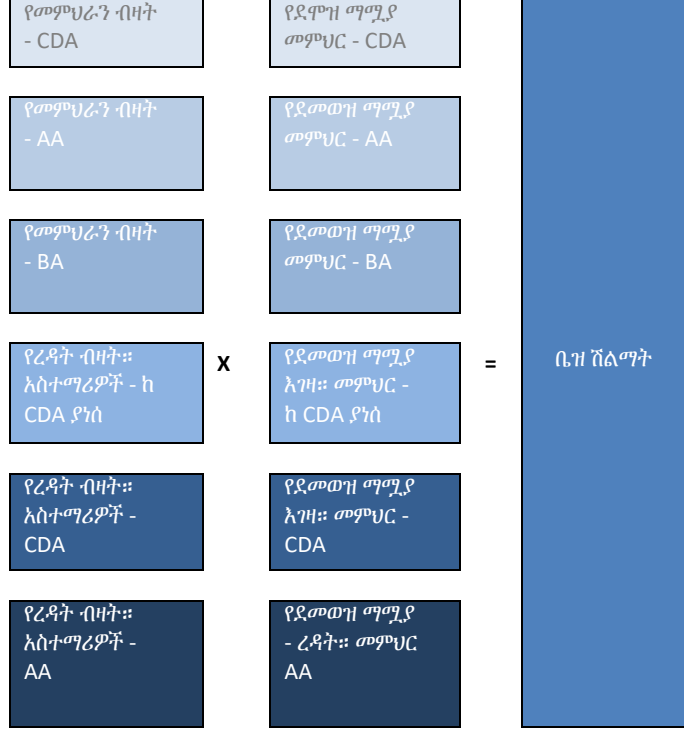 የመምህራን ብዛት
- CDA
የደሞዝ ማሟያ
መምህር - CDA
የመምህራን ብዛት
- AA
የደመወዝ ማሟያ
መምህር - AA
የመምህራን ብዛት
- BA
የደመወዝ ማሟያ
መምህር - BA
የረዳት ብዛት።
አስተማሪዎች - ከ
CDA ያነሰ
X
የደመወዝ ማሟያ
እገዛ። መምህር -
ከ CDA ያነሰ
=
ቤዝ ሽልማት
የረዳት ብዛት።
አስተማሪዎች -
CDA
የደመወዝ ማሟያ
እገዛ። መምህር -
CDA
የረዳት ብዛት።
አስተማሪዎች -
AA
የደመወዝ ማሟያ
- ረዳት። መምህር
AA